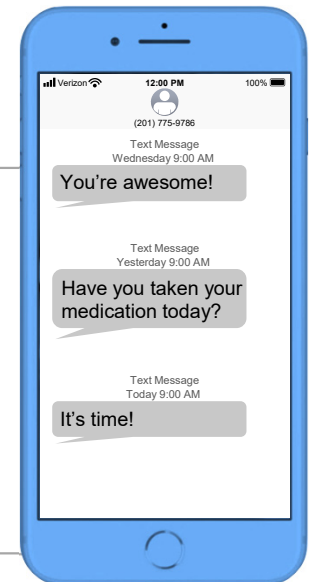 Verizon 12:00 PM 100%
(201) 775-9786
Text Message
Wednesday 9:00 AM
You're awesome!
Text Message
Yesterday 9:00 AM
Have you taken your
medication today?
Text Message
Today 9:00 AM
It's time!